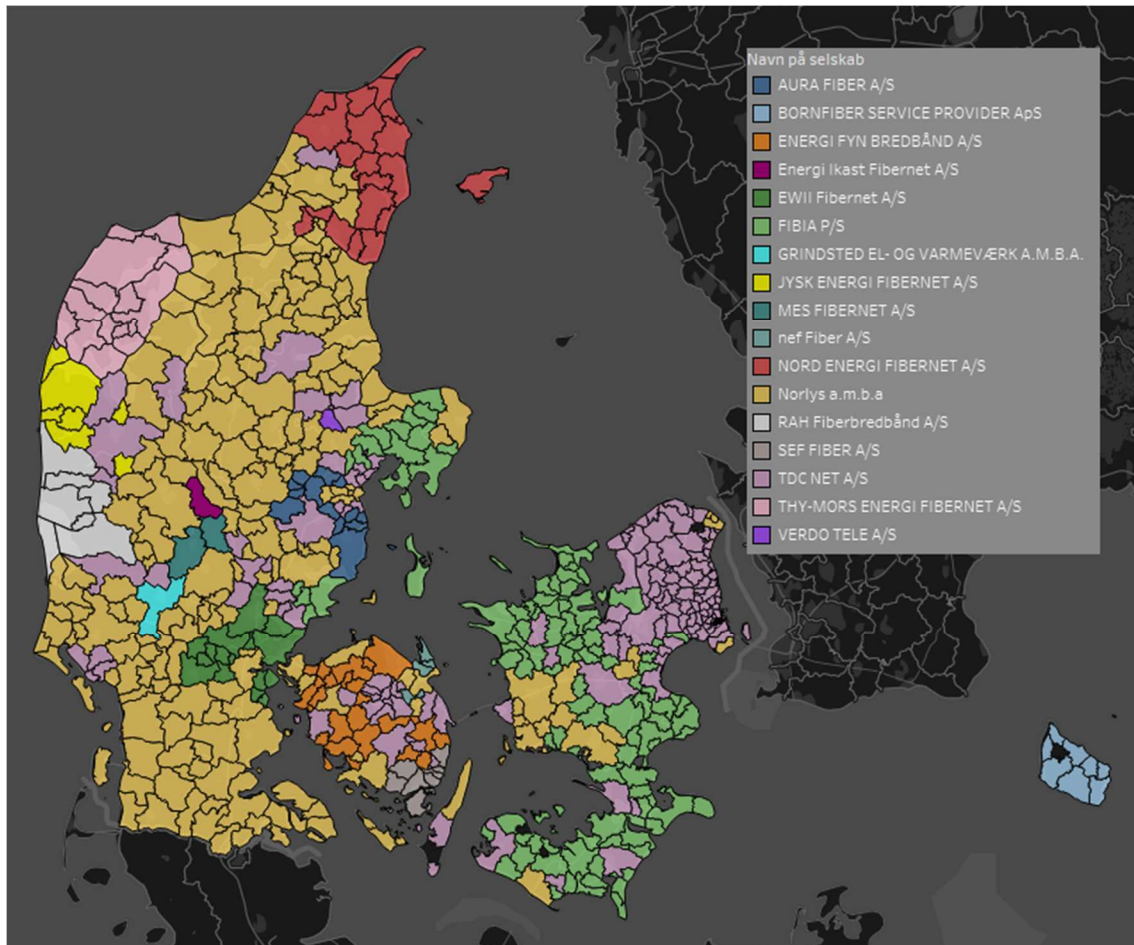 Navn på selskab
AURA FIBER A/S
BORNFIBER SERVICE PROVIDER ApS
ENERGI FYN BREDBÅND A/S
Energi Ikast Fibernet A/S
EWII Fibernet A/S
FIBIA P/S
GRINDSTED EL- OG VARMEVÆRK A.M.B.A.
JYSK ENERGI FIBERNET A/S
MES FIBERNET A/S
nef Fiber A/S
NORD ENERGI FIBERNET A/S
Norlys a.m.b.a
RAH Fiberbredbånd A/S
SEF FIBER A/S
TDC NET A/S
THY-MORS ENERGI FIBERNET A/S
VERDO TELE A/S